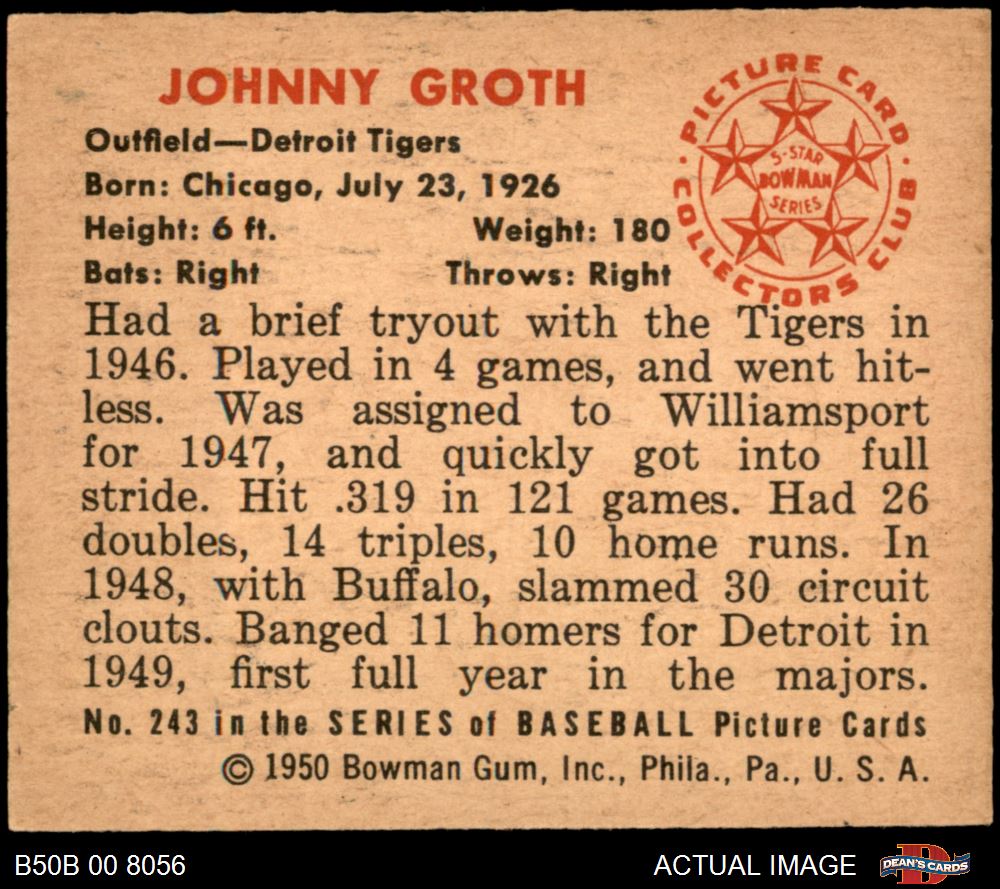 JOHNNY GROTH
Outfield—Detroit Tigers
Born: Chicago, July 23, 1926
Height: 6 ft. Weight: 180
Bats: Right Throws: Right
PICTURE CARD
COLLECTORS CLUB
5-STAR
BOWMAN
SERIES
Had a brief tryout with the Tigers in
1946. Played in 4 games, and went hit-
less. Was assigned to Williamsport
for 1947, and quickly got into full
stride. Hit .319 in 121 games. Had 26
doubles, 14 triples, 10 home runs. In
1948, with Buffalo, slammed 30 circuit
clouts. Banged 11 homers for Detroit in
1949, first full year in the majors.
No. 243 in the SERIES of BASEBALL Picture Cards
© 1950 Bowman Gum, Inc., Phila., Pa., U. S. A.
B50B 00 8056
ACTUAL IMAGE
D
DEAN'S CARDS